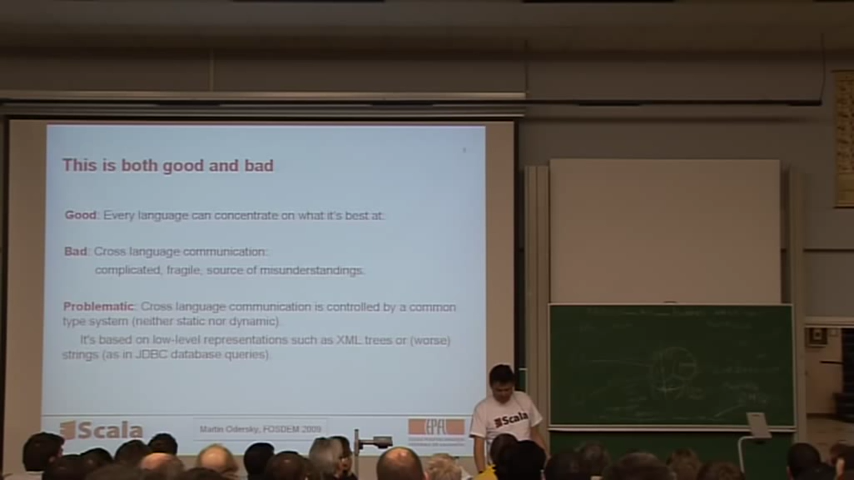 This is both good and bad
Good: Every language can concentrate on what it's best at.
Bad: Cross language communication:
complicated, fragile, source of misunderstandings.
Problematic: Cross language communication is controlled by a common
type system (neither static nor dynamic).
It's based on low-level representations such as XML trees or (worse)
strings (as in JDBC database queries).
Scala
Martin Odersky, FOSDEM 2009
EPFL
Scala